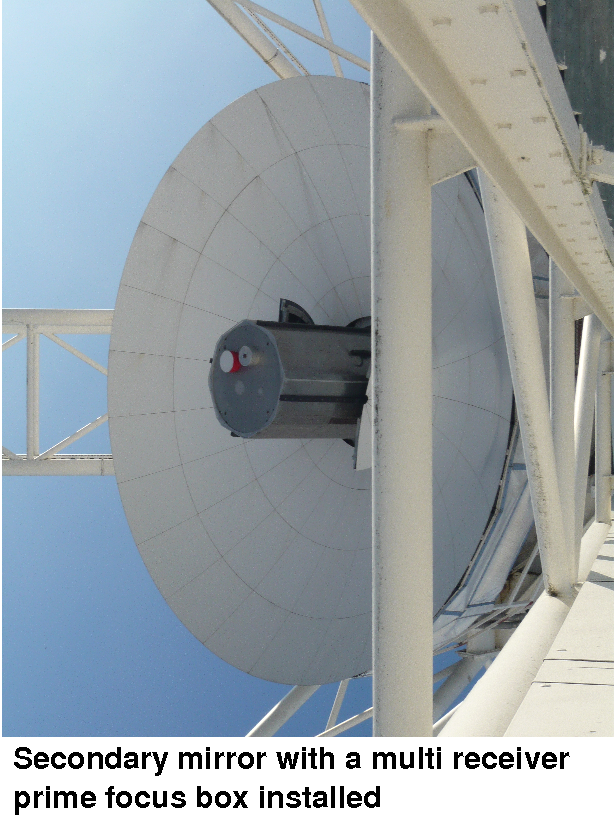 Secondary mirror with a multi receiver
prime focus box installed